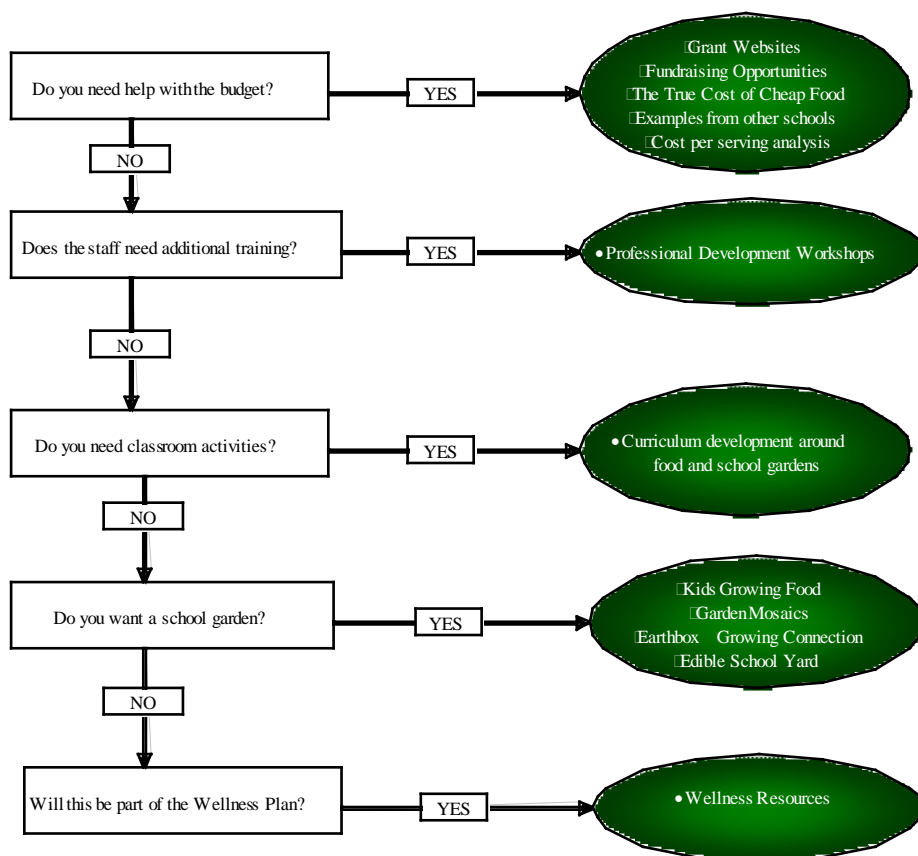 Do you need help with the budget?
YES
Grant Websites
Fundraising Opportunities
The True Cost of Cheap Food
Examples from other schools
Cost per serving analysis
NO
Does the staff need additional training?
YES
• Professional Development Workshops
NO
Do you need classroom activities?
YES
• Curriculum development around
food and school gardens
NO
Do you want a school garden?
YES
Kids Growing Food
Garden Mosaics
Earthbox Growing Connection
Edible School Yard
NO
Will this be part of the Wellness Plan?
YES
• Wellness Resources